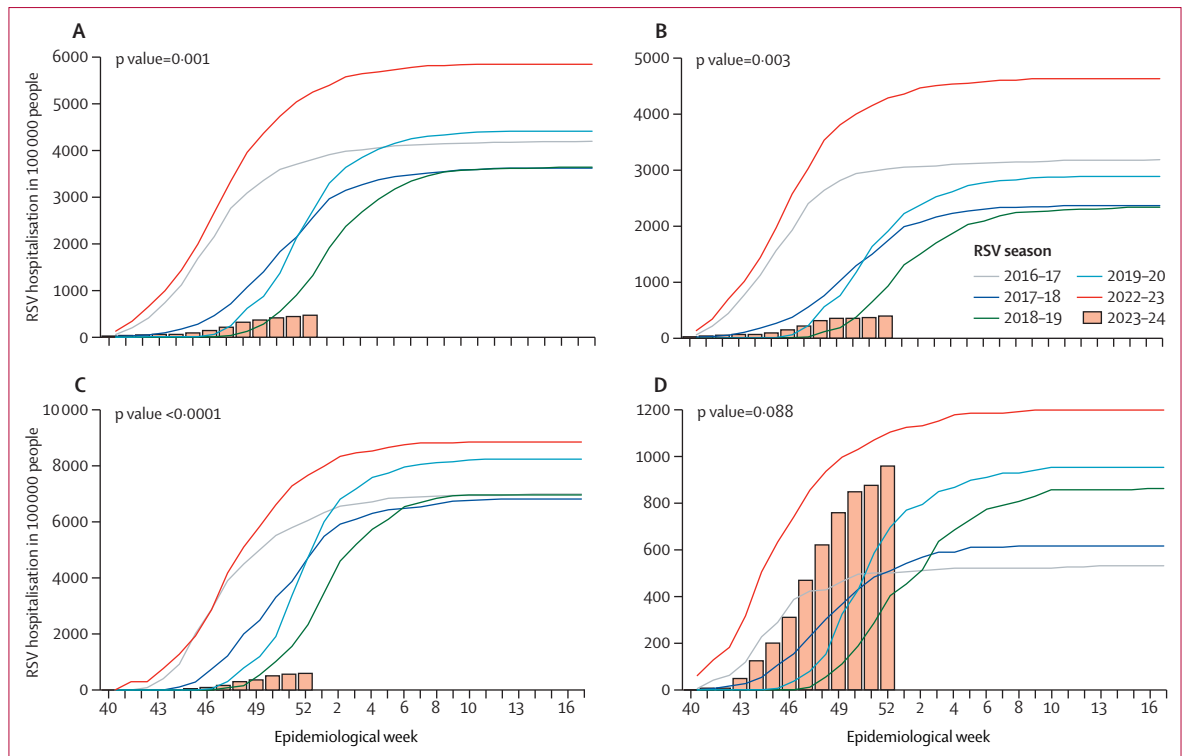 A
p value=0·001
RSV hospitalisation in 100 000 people
6000
5000
4000
3000
2000
1000
0
B
p value=0·003
5000
4000
3000
2000
1000
0
RSV season
2016–17
2017–18
2018–19
2019–20
2022–23
2023–24
C
p value <0·0001
RSV hospitalisation in 100 000 people
10 000
8000
6000
4000
2000
0
40 43 46 49 52 2 4 6 8 10 13 16
Epidemiological week
D
p value=0·088
1200
1000
800
600
400
200
0
40 43 46 49 52 2 4 6 8 10 13 16
Epidemiological week